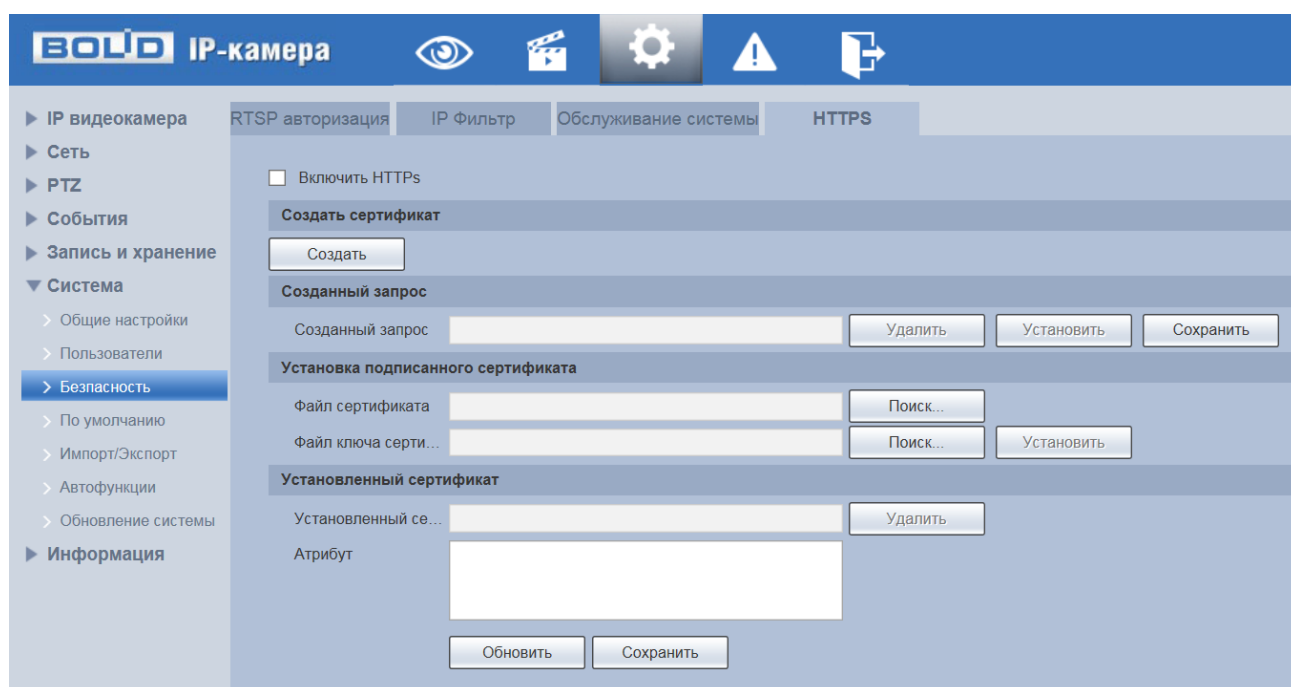 BOLID IP-камера
IP видеокамера
Сеть
PTZ
События
Запись и хранение
Система
Общие настройки
Пользователи
Безпасность
По умолчанию
Импорт/Экспорт
Автофункции
Обновление системы
Информация
RTSP авторизация IP Фильтр Обслуживание системы HTTPS
Включить HTTPs
Создать сертификат
Создать
Созданный запрос
Созданный запрос Удалить Установить Сохранить
Установка подписанного сертификата
Файл сертификата Поиск...
Файл ключа серти... Поиск... Установить
Установленный сертификат
Установленный се... Удалить
Атрибут
Обновить Сохранить